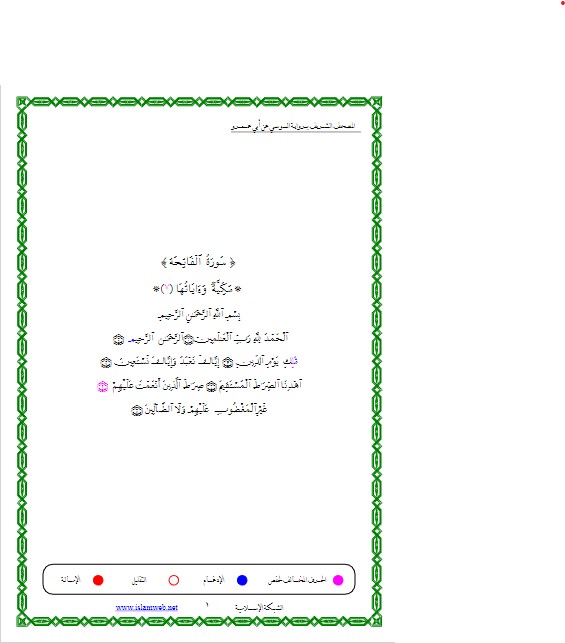 المصحف الشريف برواية السوسي عن أبي عمرو
﴿ سُورَةُ ٱلْفَاتِحَةِ ﴾
❋ مَكِّيَّةٌ وَءَايَاتُهَا (٧) ❋
بِسْمِ ٱللَّهِ ٱلرَّحْمَٰنِ ٱلرَّحِيمِ
ٱلْحَمْدُ لِلَّهِ رَبِّ ٱلْعَٰلَمِينَ ٱلرَّحْمَٰنِ ٱلرَّحِيمِ
مَلِكِ يَوْمِ ٱلدِّينِ إِيَّاكَ نَعْبُدُ وَإِيَّاكَ نَسْتَعِينُ
ٱهْدِنَا ٱلصِّرَٰطَ ٱلْمُسْتَقِيمَ صِرَٰطَ ٱلَّذِينَ أَنْعَمْتَ عَلَيْهِمْ
غَيْرِ ٱلْمَغْضُوبِ عَلَيْهِمْ وَلَا ٱلضَّآلِّينَ
الحرف المخالف لحفص الإدغام التقليل الإمالة
الشبكة الإسلامية ١ www.islamweb.net